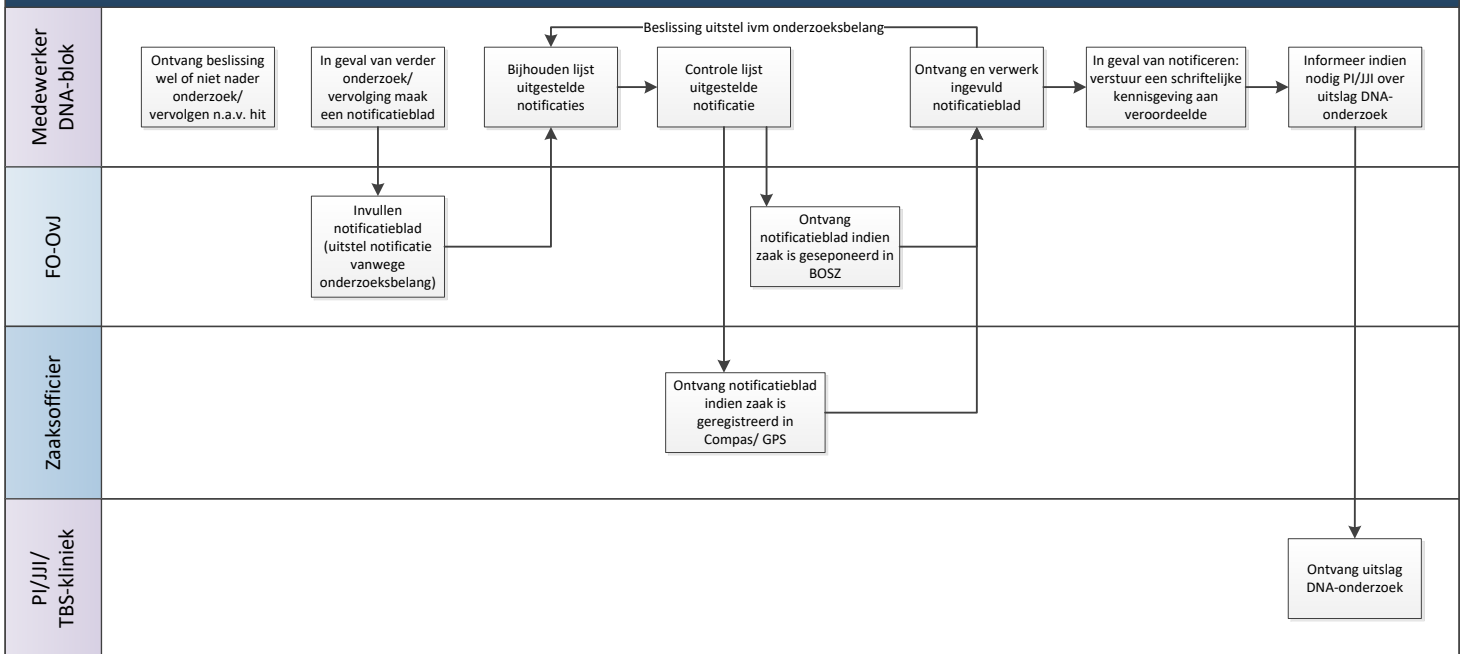 Medewerker
DNA-blok
Ontvang beslissing
wel of niet nader
onderzoek/
vervolgen n.a.v. hit
In geval van verder
onderzoek/
vervolging maak
een notificatieblad
Beslissing uitstel ivm onderzoeksbelang
Bijhouden lijst
uitgestelde
notificaties
Controle lijst
uitgestelde
notificatie
Ontvang en verwerk
ingevuld
notificatieblad
In geval van notificeren:
verstuur een schriftelijke
kennisgeving aan
veroordeelde
Informeer indien
nodig PI/JJI over
uitslag DNA-
onderzoek
FO-OvJ
Invullen
notificatieblad
(uitstel notificatie
vanwege
onderzoeksbelang)
Ontvang
notificatieblad indien
zaak is geseponeerd in
BOSZ
Zaaksofficier
Ontvang notificatieblad
indien zaak is
geregistreerd in
Compas/ GPS
PI/JJI/
TBS-kliniek
Ontvang uitslag
DNA-onderzoek